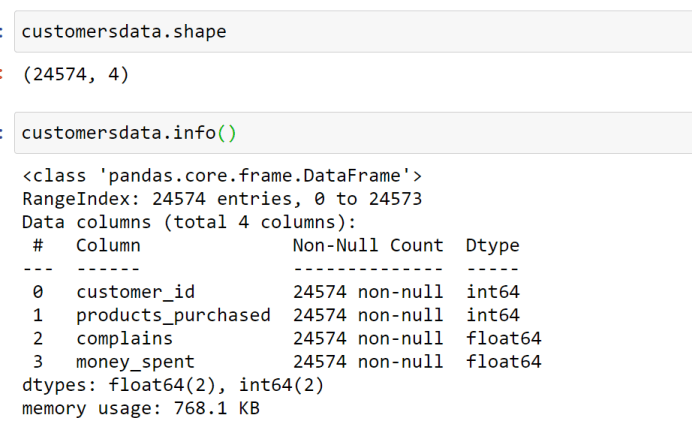 : customersdata.shape
: (24574, 4)
: customersdata.info()
<class 'pandas.core.frame.DataFrame'>
RangeIndex: 24574 entries, 0 to 24573
Data columns (total 4 columns):
 #   Column              Non-Null Count  Dtype
---  ------              --------------  -----
 0   customer_id         24574 non-null  int64
 1   products_purchased  24574 non-null  int64
 2   complains           24574 non-null  float64
 3   money_spent         24574 non-null  float64
dtypes: float64(2), int64(2)
memory usage: 768.1 KB